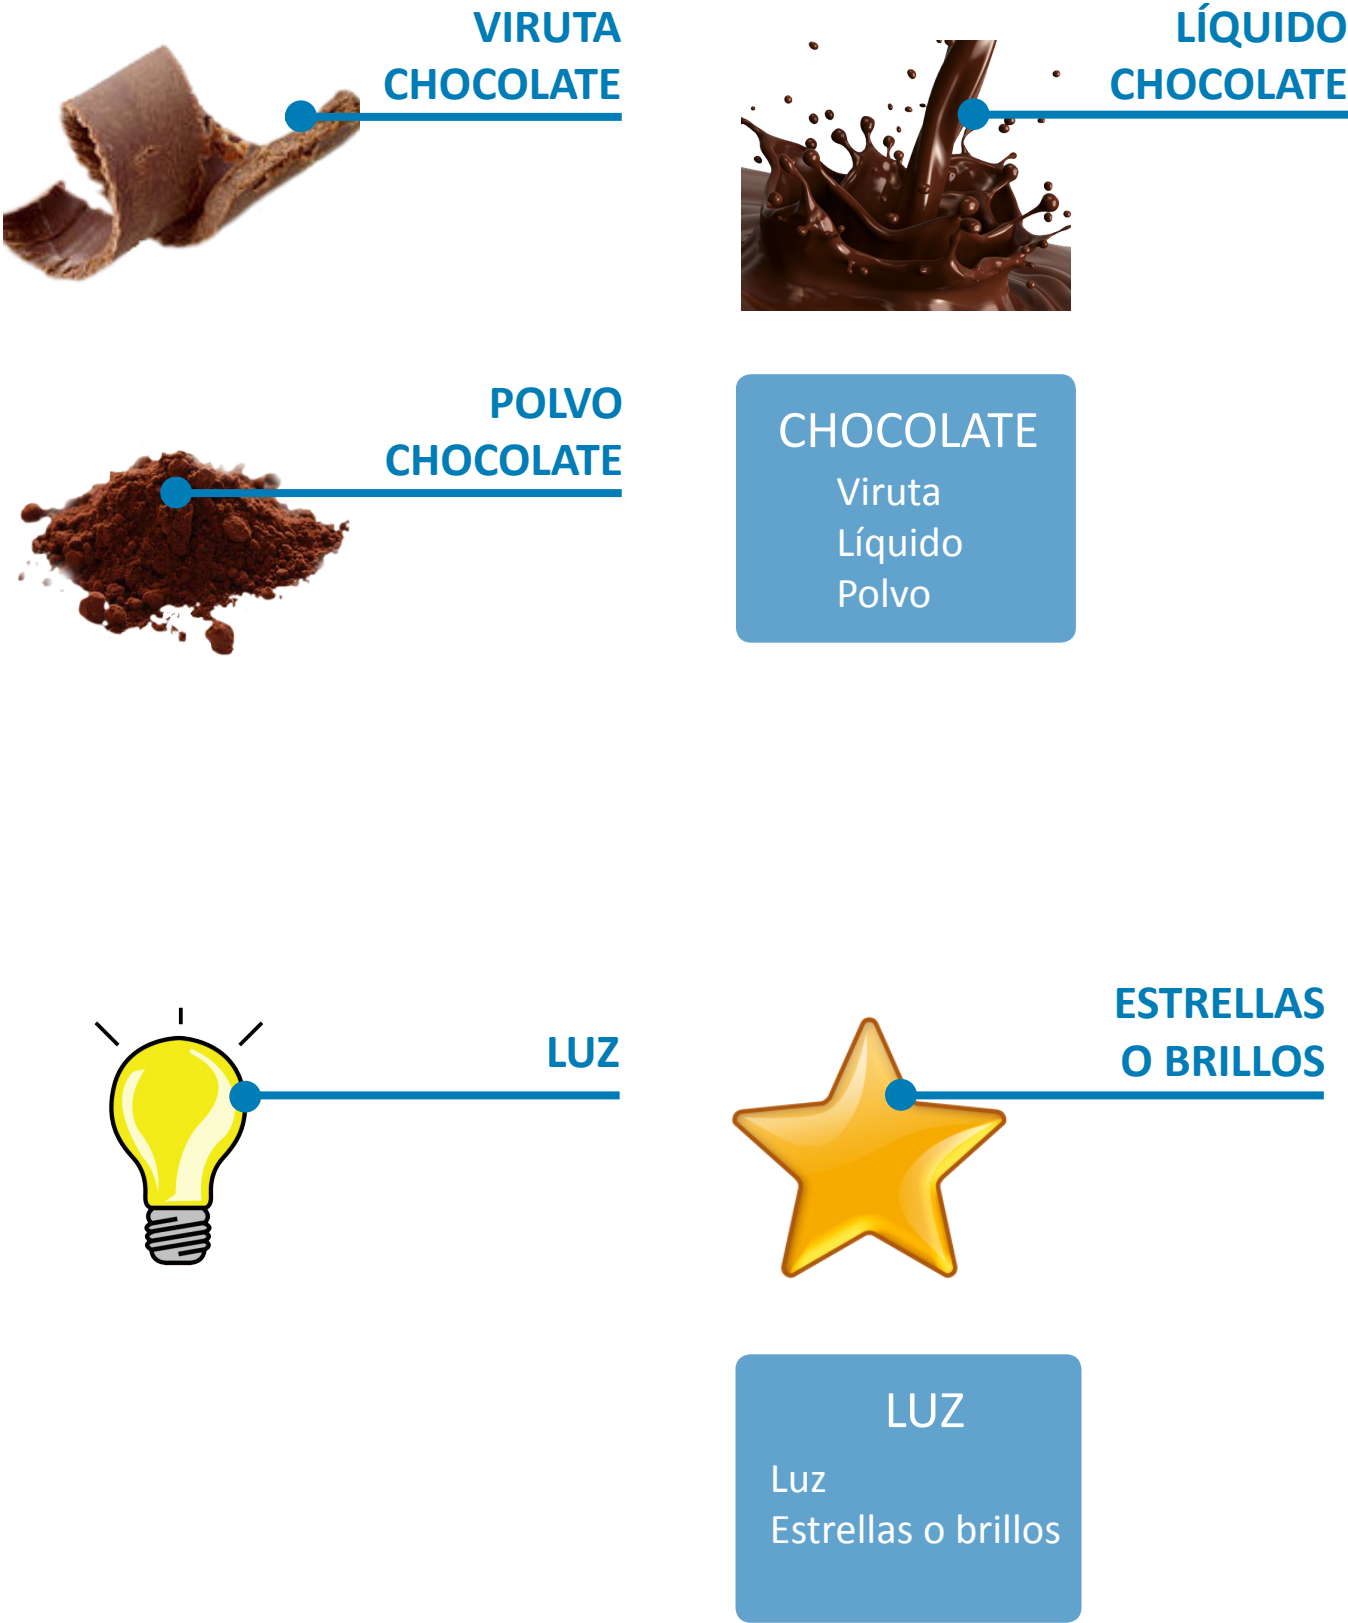 VIRUTA
CHOCOLATE
LÍQUIDO
CHOCOLATE
POLVO
CHOCOLATE
CHOCOLATE
Viruta
Líquido
Polvo
LUZ
ESTRELLAS
O BRILLOS
LUZ
Luz
Estrellas o brillos